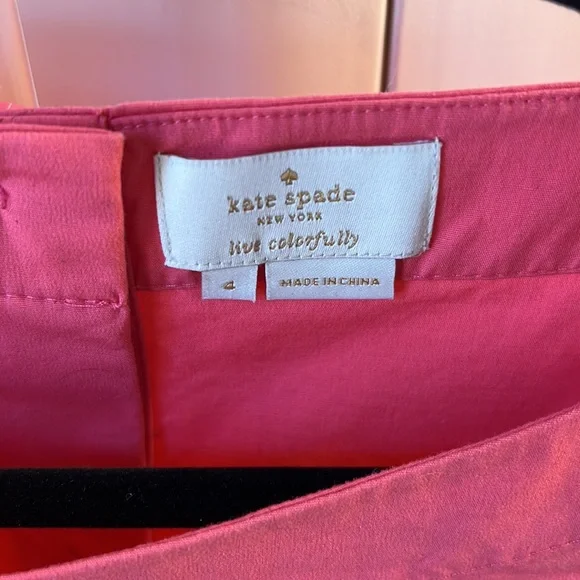 kate spade
NEW YORK
live colorfully
4
MADE IN CHINA